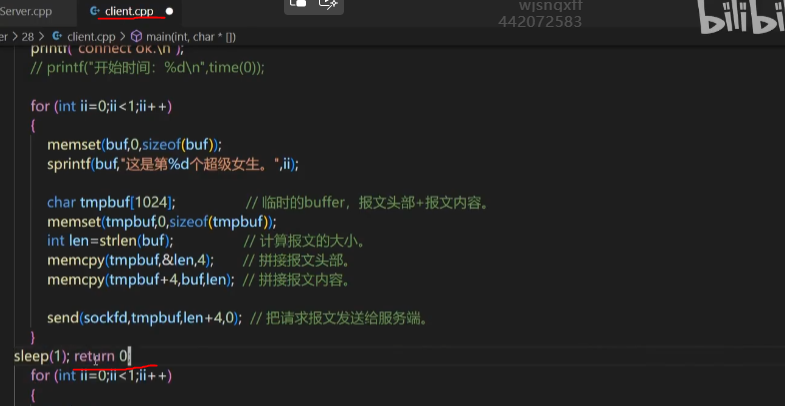 Server.cpp client.cpp ●
wjsnqxff
442072583
bilibi
er > 28 > client.cpp > main(int, char * [])
printf("connect ok.\n");
// printf("开始时间：%d\n",time(0));
for (int ii=0;ii<1;ii++)
{
memset(buf,0,sizeof(buf));
sprintf(buf,"这是第%d个超级女生。",ii);
char tmpbuf[1024]; // 临时的buffer，报文头部+报文内容。
memset(tmpbuf,0,sizeof(tmpbuf));
int len=strlen(buf); // 计算报文的大小。
memcpy(tmpbuf,&len,4); // 拼接报文头部。
memcpy(tmpbuf+4,buf,len); // 拼接报文内容。
send(sockfd,tmpbuf,len+4,0); // 把请求报文发送给服务端。
}
sleep(1); return 0
for (int ii=0;ii<1;ii++)
{